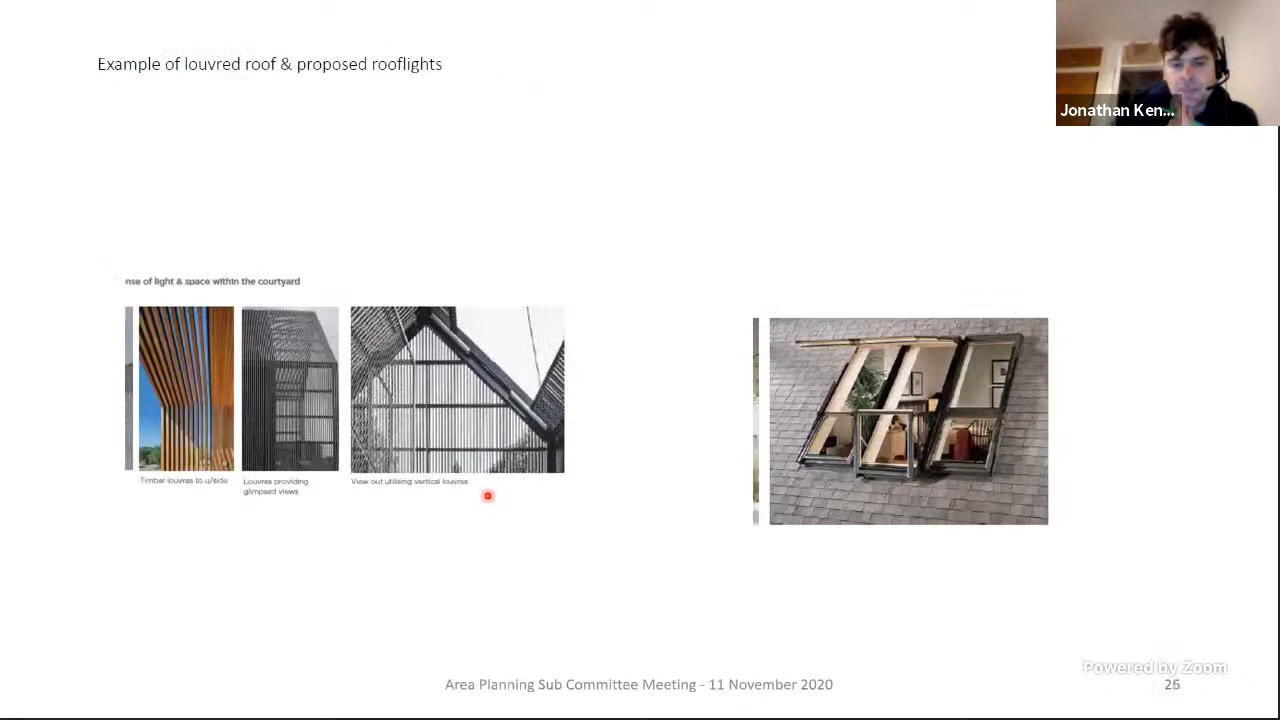 Example of louvred roof & proposed rooflights
Jonathan Ken...
nse of light & space within the courtyard
Timber louvres to u/side
Louvres providing
glimpsed views
View out utilising vertical louvres
Powered by Zoom
Area Planning Sub Committee Meeting - 11 November 2020
26